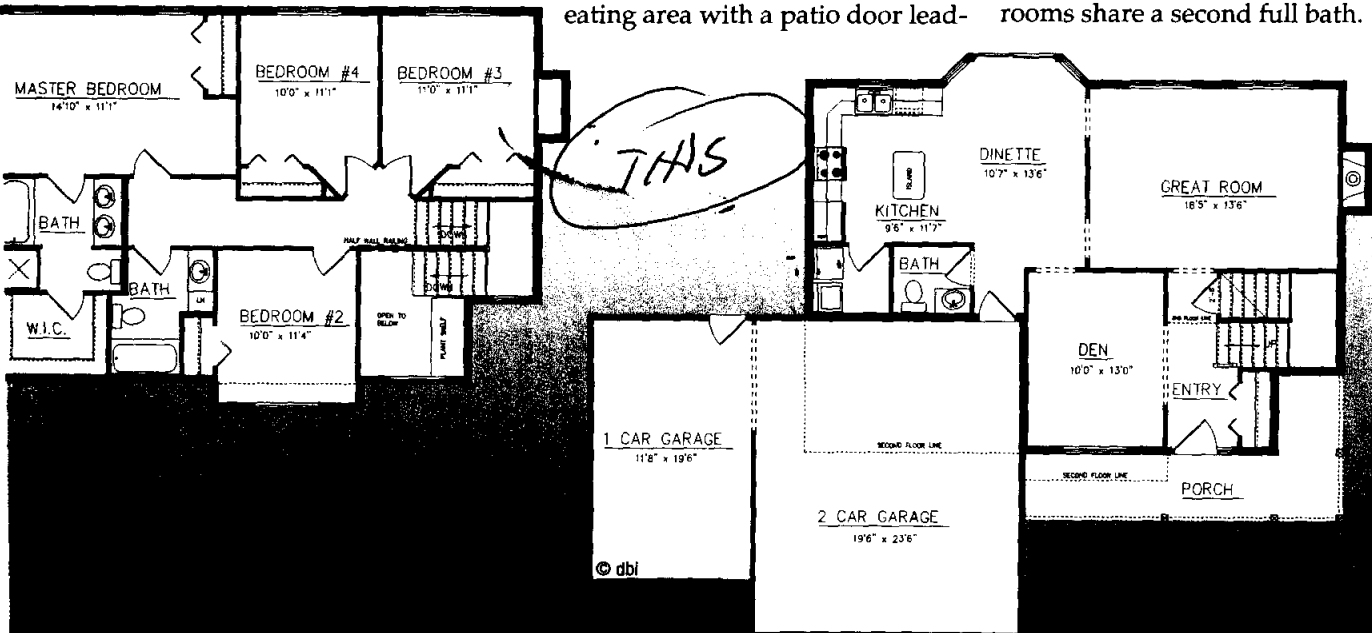 eating area with a patio door lead-
rooms share a second full bath.
MASTER BEDROOM
14'10" x 11'1"
BEDROOM #4
10'0" x 11'1"
BEDROOM #3
11'0" x 11'1"
THIS
BATH
HALF WALL RAILING
DOWN
DOWN
BATH
LN
W.I.C.
BEDROOM #2
10'0" x 11'4"
OPEN TO
BELOW
PLANT SHELF
DINETTE
10'7" x 13'6"
GREAT ROOM
18'5" x 13'6"
ISLAND
KITCHEN
9'6" x 11'7"
BATH
2ND FLOOR LINE
UP
DEN
10'0" x 13'0"
ENTRY
1 CAR GARAGE
11'8" x 19'6"
SECOND FLOOR LINE
SECOND FLOOR LINE
PORCH
2 CAR GARAGE
19'6" x 23'6"
© dbi